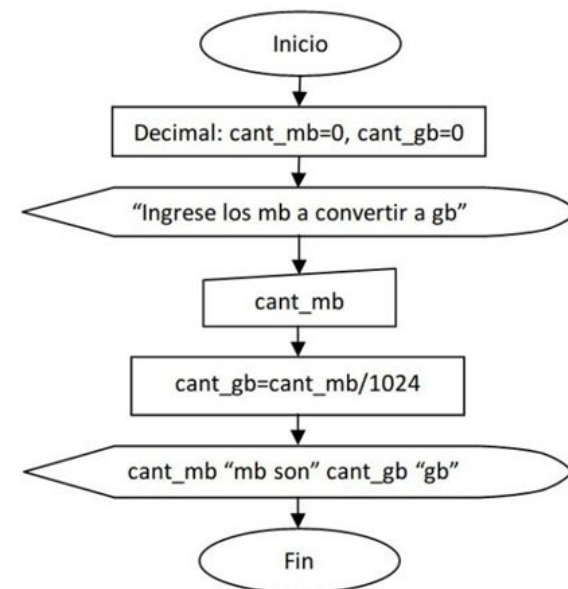 Inicio
Decimal: cant_mb=0, cant_gb=0
“Ingrese los mb a convertir a gb”
cant_mb
cant_gb=cant_mb/1024
cant_mb “mb son” cant_gb “gb”
Fin